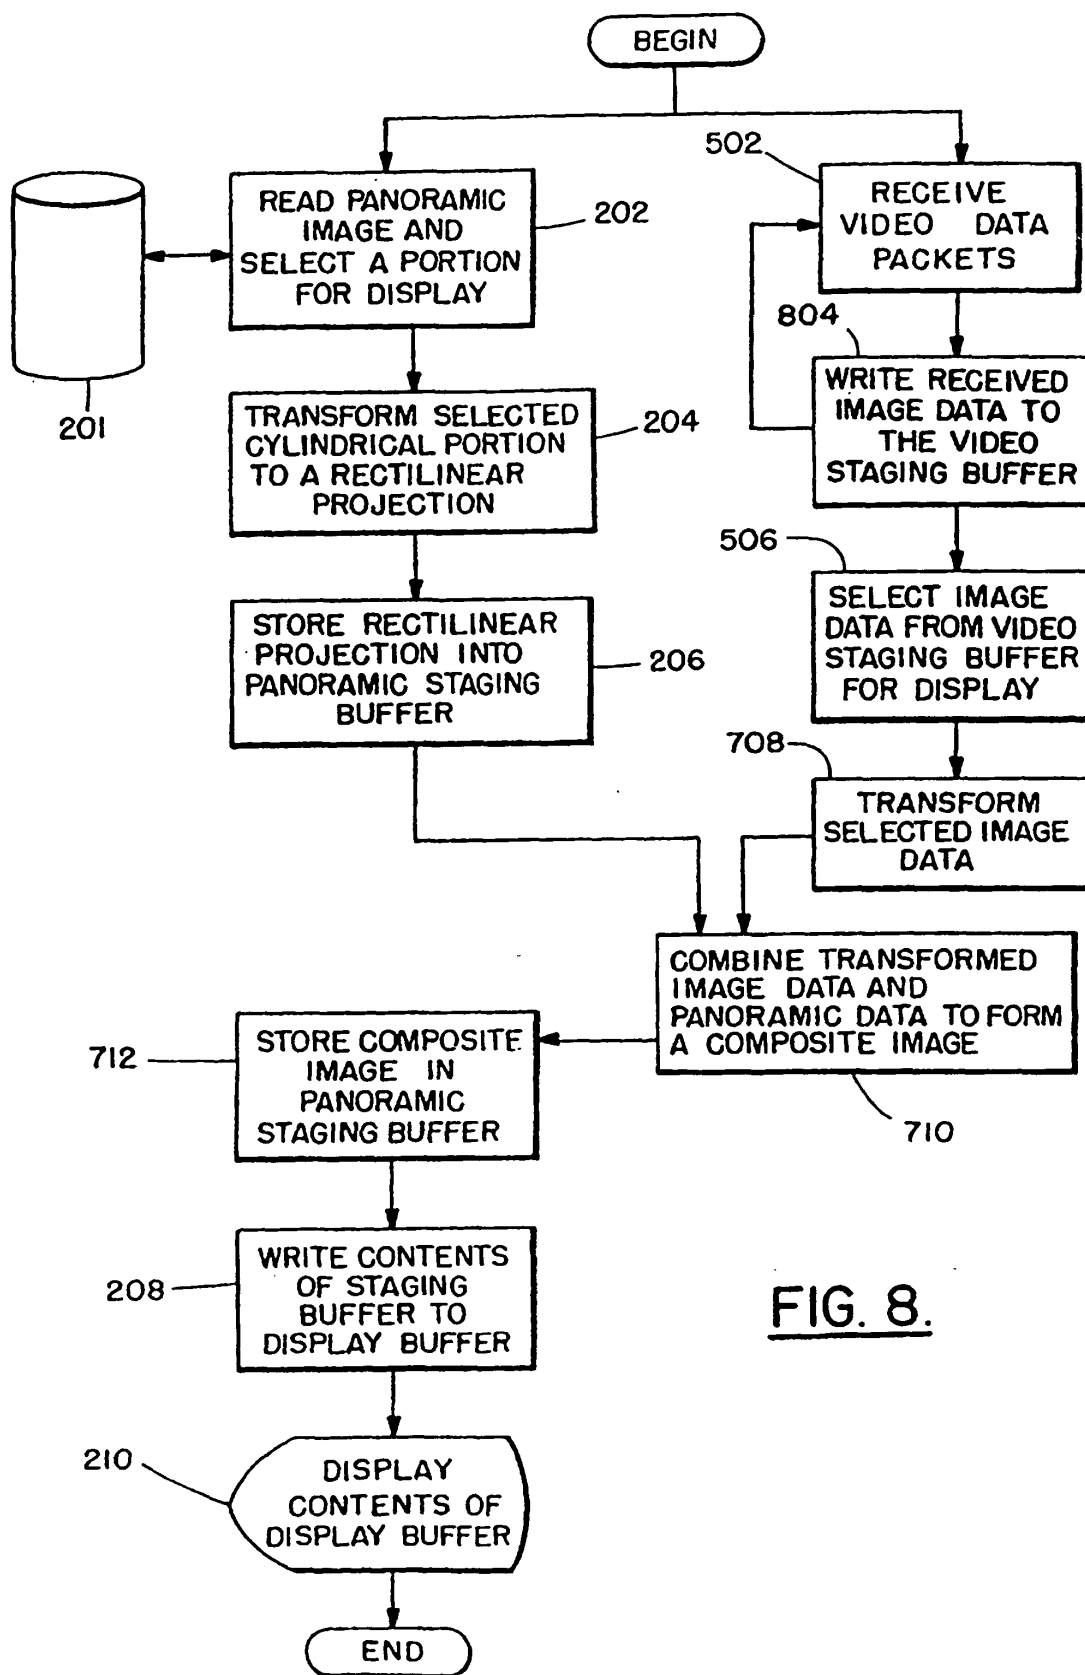 BEGIN
502
READ PANORAMIC
IMAGE AND
SELECT A PORTION
FOR DISPLAY
202
RECEIVE
VIDEO DATA
PACKETS
201
804
TRANSFORM SELECTED
CYLINDRICAL PORTION
TO A RECTILINEAR
PROJECTION
204
WRITE RECEIVED
IMAGE DATA TO
THE VIDEO
STAGING BUFFER
506
STORE RECTILINEAR
PROJECTION INTO
PANORAMIC STAGING
BUFFER
206
SELECT IMAGE
DATA FROM VIDEO
STAGING BUFFER
FOR DISPLAY
708
TRANSFORM
SELECTED IMAGE
DATA
COMBINE TRANSFORMED
IMAGE DATA AND
PANORAMIC DATA TO FORM
A COMPOSITE IMAGE
710
712
STORE COMPOSITE
IMAGE IN
PANORAMIC
STAGING BUFFER
208
WRITE CONTENTS
OF STAGING
BUFFER TO
DISPLAY BUFFER
FIG. 8.
210
DISPLAY
CONTENTS OF
DISPLAY BUFFER
END